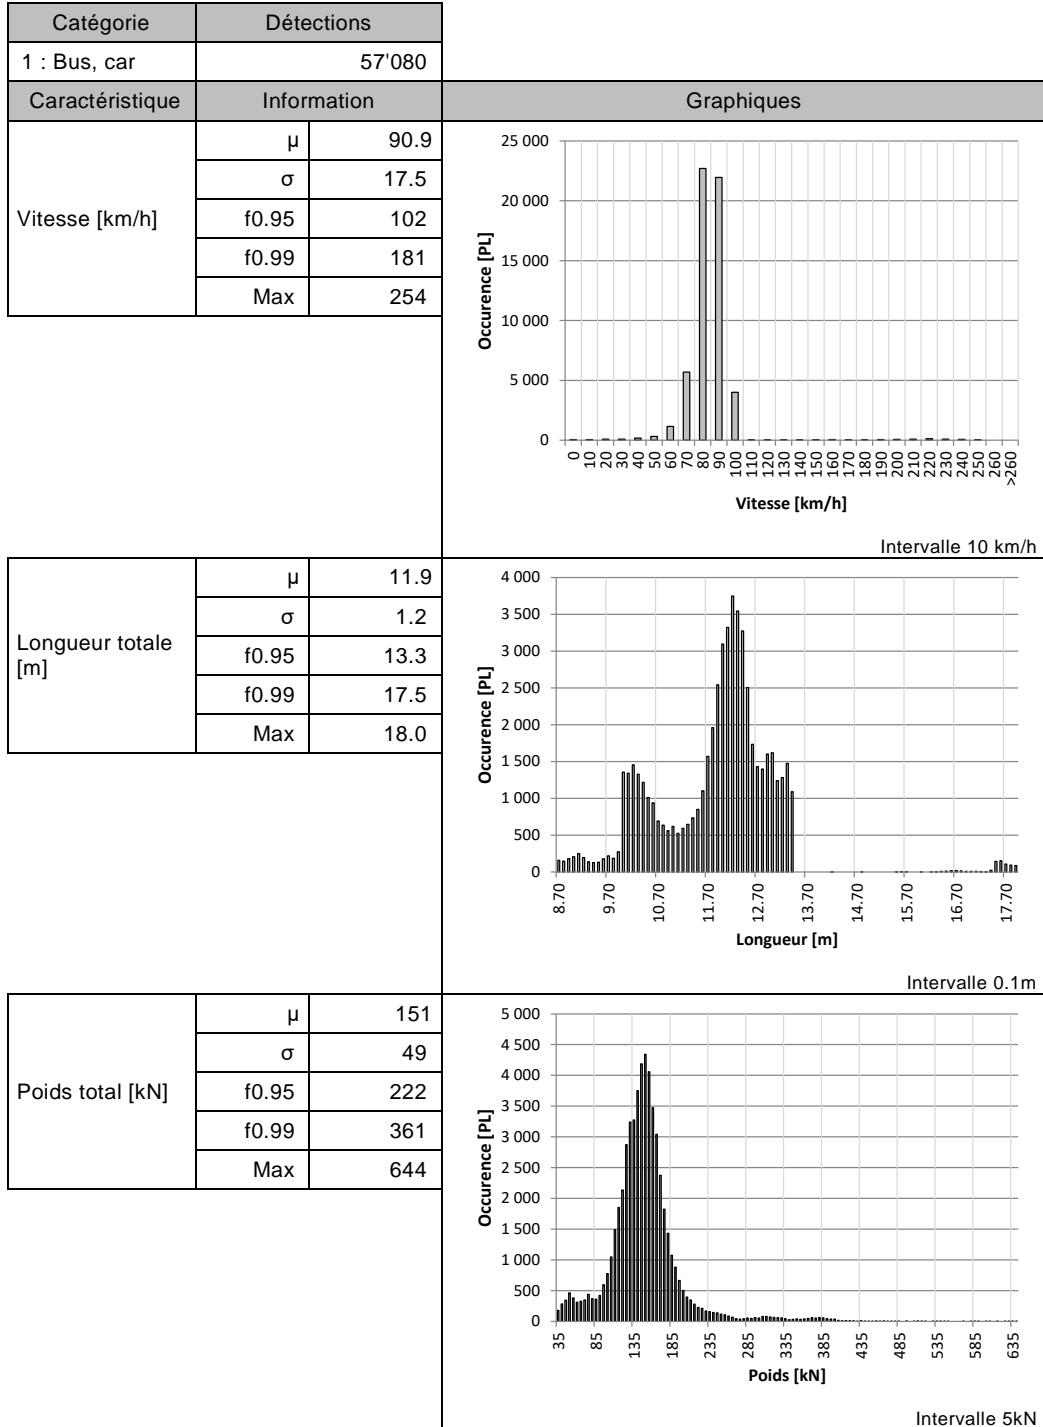 Catégorie Détections
1 : Bus, car 57'080
Caractéristique Information Graphiques
Vitesse [km/h]
µ 90.9
σ 17.5
f0.95 102
f0.99 181
Max 254
25 000
20 000
15 000
10 000
5 000
0
Occurence [PL]
0 10 20 30 40 50 60 70 80 90 100 110 120 130 140 150 160 170 180 190 200 210 220 230 240 250 260 >260
Vitesse [km/h]
Intervalle 10 km/h
Longueur totale
[m]
µ 11.9
σ 1.2
f0.95 13.3
f0.99 17.5
Max 18.0
4 000
3 500
3 000
2 500
2 000
1 500
1 000
500
0
Occurence [PL]
8.70 9.70 10.70 11.70 12.70 13.70 14.70 15.70 16.70 17.70
Longueur [m]
Intervalle 0.1m
Poids total [kN]
µ 151
σ 49
f0.95 222
f0.99 361
Max 644
5 000
4 500
4 000
3 500
3 000
2 500
2 000
1 500
1 000
500
0
Occurence [PL]
35 85 135 185 235 285 335 385 435 485 535 585 635
Poids [kN]
Intervalle 5kN